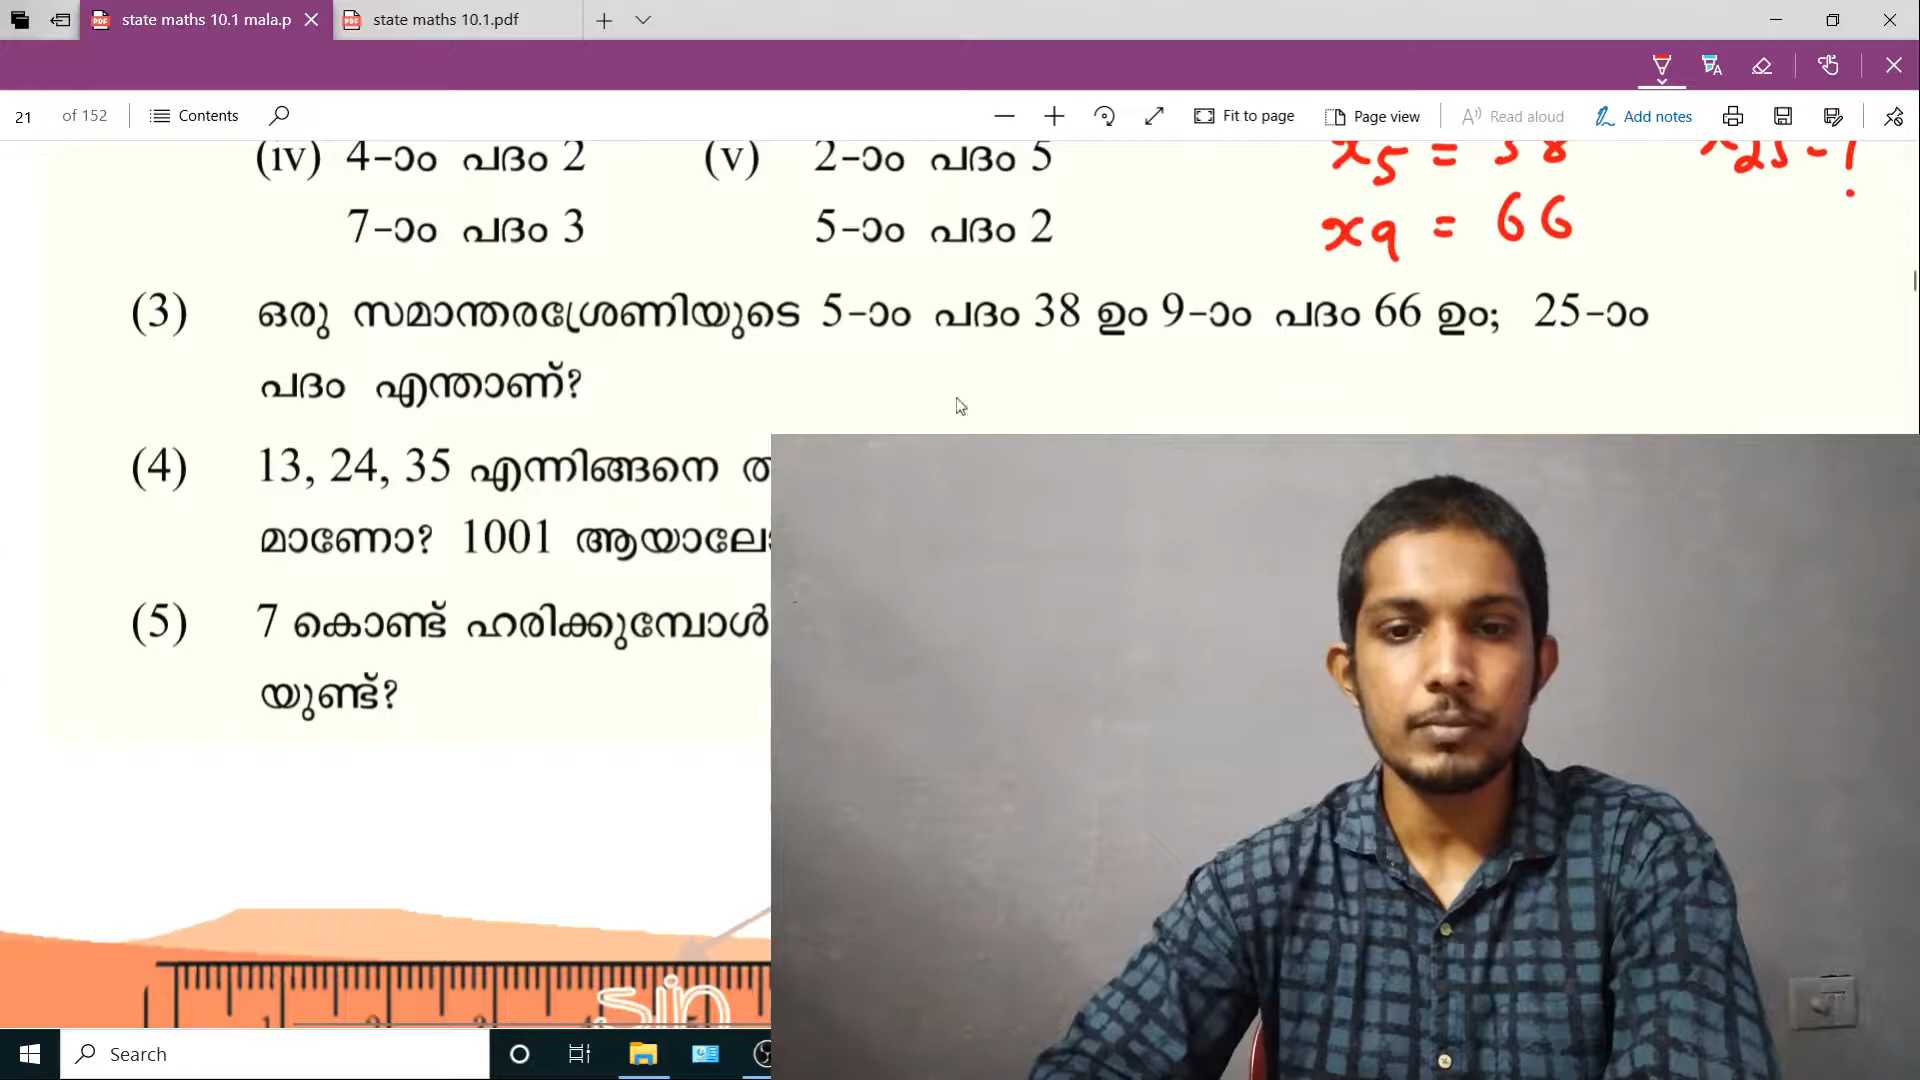 state maths 10.1 mala.p
state maths 10.1.pdf
21 of 152
Contents
Fit to page
Page view
Read aloud
Add notes
(iv) 4-ാം പദം 2
(v) 2-ാം പദം 5
7-ാം പദം 3
5-ാം പദം 2
x5 = 38
x25 = ?
x9 = 66
(3) ഒരു സമാന്തരശ്രേണിയുടെ 5-ാം പദം 38 ഉം 9-ാം പദം 66 ഉം; 25-ാം
പദം എന്താണ്?
(4) 13, 24, 35 എന്നിങ്ങനെ
മാണോ? 1001
(5) 7 കൊണ്ട് ഹരിക്കുമ്പോൾ
യുണ്ട്?
sin
Search